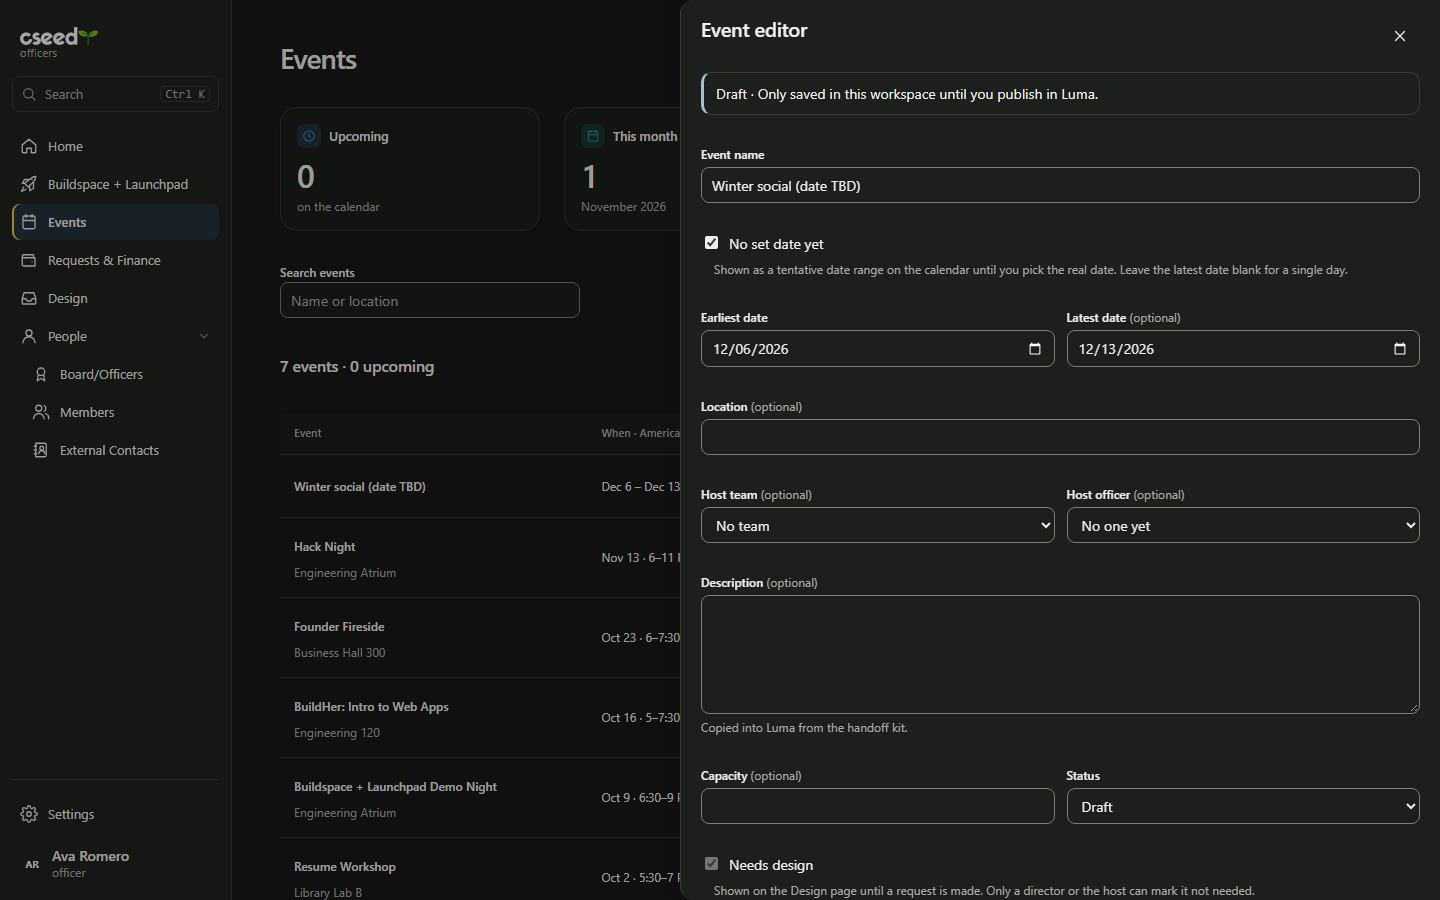 cseed
officers
Search
Ctrl K
Home
Buildspace + Launchpad
Events
Requests & Finance
Design
People
Board/Officers
Members
External Contacts
Settings
AR
Ava Romero
officer
Events
Upcoming
0
on the calendar
This month
1
November 2026
Search events
Name or location
7 events · 0 upcoming
Event
When · America
Winter social (date TBD)
Dec 6 – Dec 13
Hack Night
Engineering Atrium
Nov 13 · 6–11
Founder Fireside
Business Hall 300
Oct 23 · 6–7:30
BuildHer: Intro to Web Apps
Engineering 120
Oct 16 · 5–7:30
Buildspace + Launchpad Demo Night
Engineering Atrium
Oct 9 · 6:30–9
Resume Workshop
Library Lab B
Oct 2 · 5:30–7
Event editor
Draft · Only saved in this workspace until you publish in Luma.
Event name
Winter social (date TBD)
No set date yet
Shown as a tentative date range on the calendar until you pick the real date. Leave the latest date blank for a single day.
Earliest date
12/06/2026
Latest date (optional)
12/13/2026
Location (optional)
Host team (optional)
No team
Host officer (optional)
No one yet
Description (optional)
Copied into Luma from the handoff kit.
Capacity (optional)
Status
Draft
Needs design
Shown on the Design page until a request is made. Only a director or the host can mark it not needed.